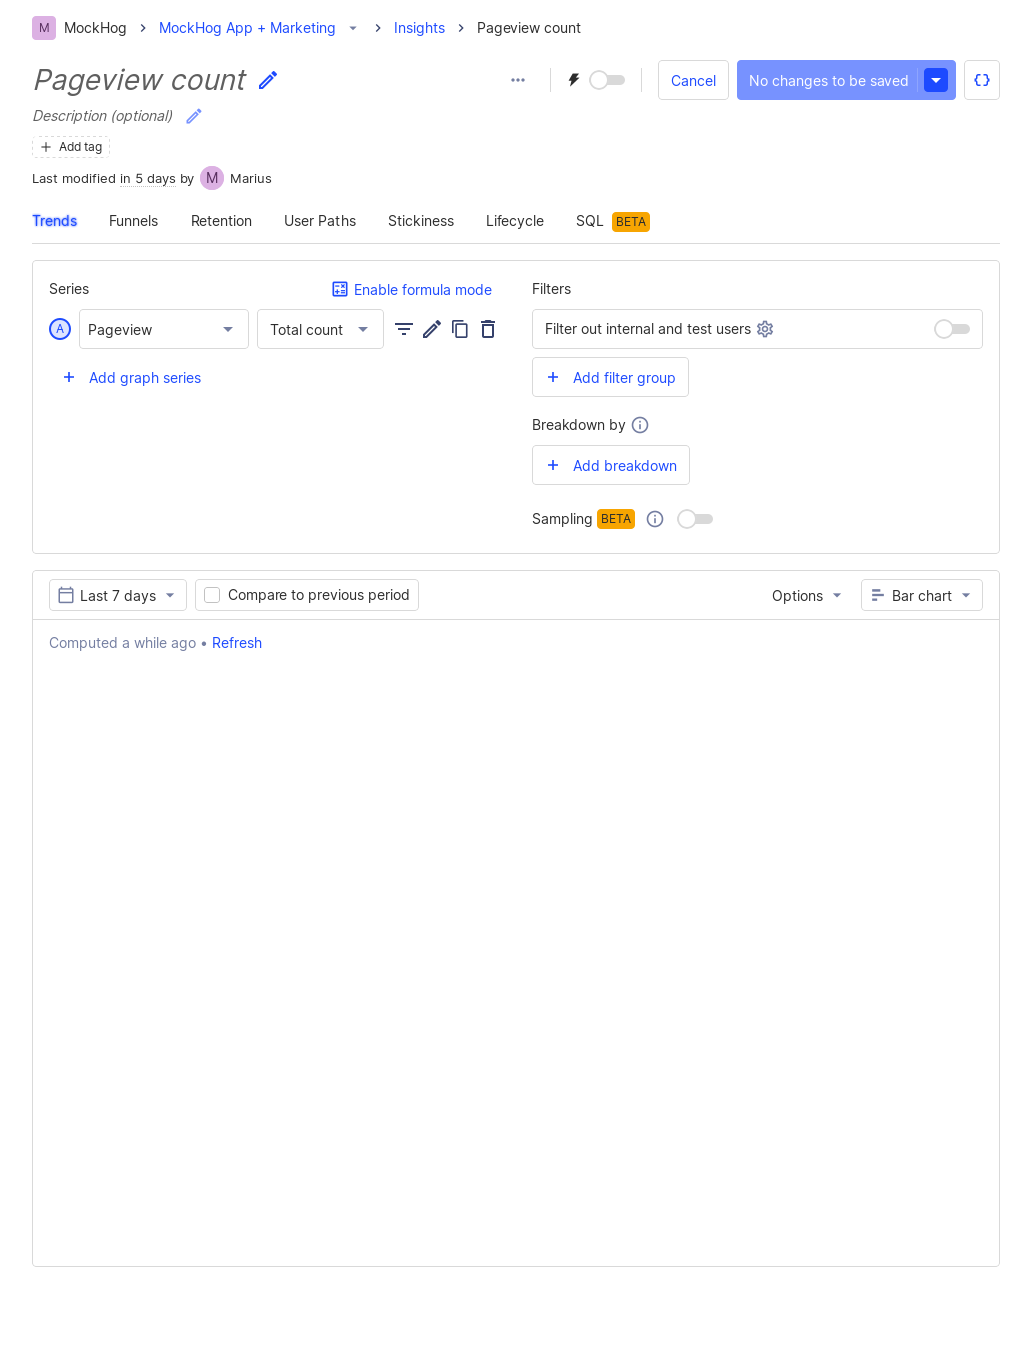 M MockHog MockHog App + Marketing Insights Pageview count
Pageview count
Cancel No changes to be saved
Description (optional)
Add tag
Last modified in 5 days by M Marius
Trends Funnels Retention User Paths Stickiness Lifecycle SQL BETA
Series Enable formula mode
A Pageview Total count
Add graph series
Filters
Filter out internal and test users
Add filter group
Breakdown by
Add breakdown
Sampling BETA
Last 7 days Compare to previous period Options Bar chart
Computed a while ago • Refresh